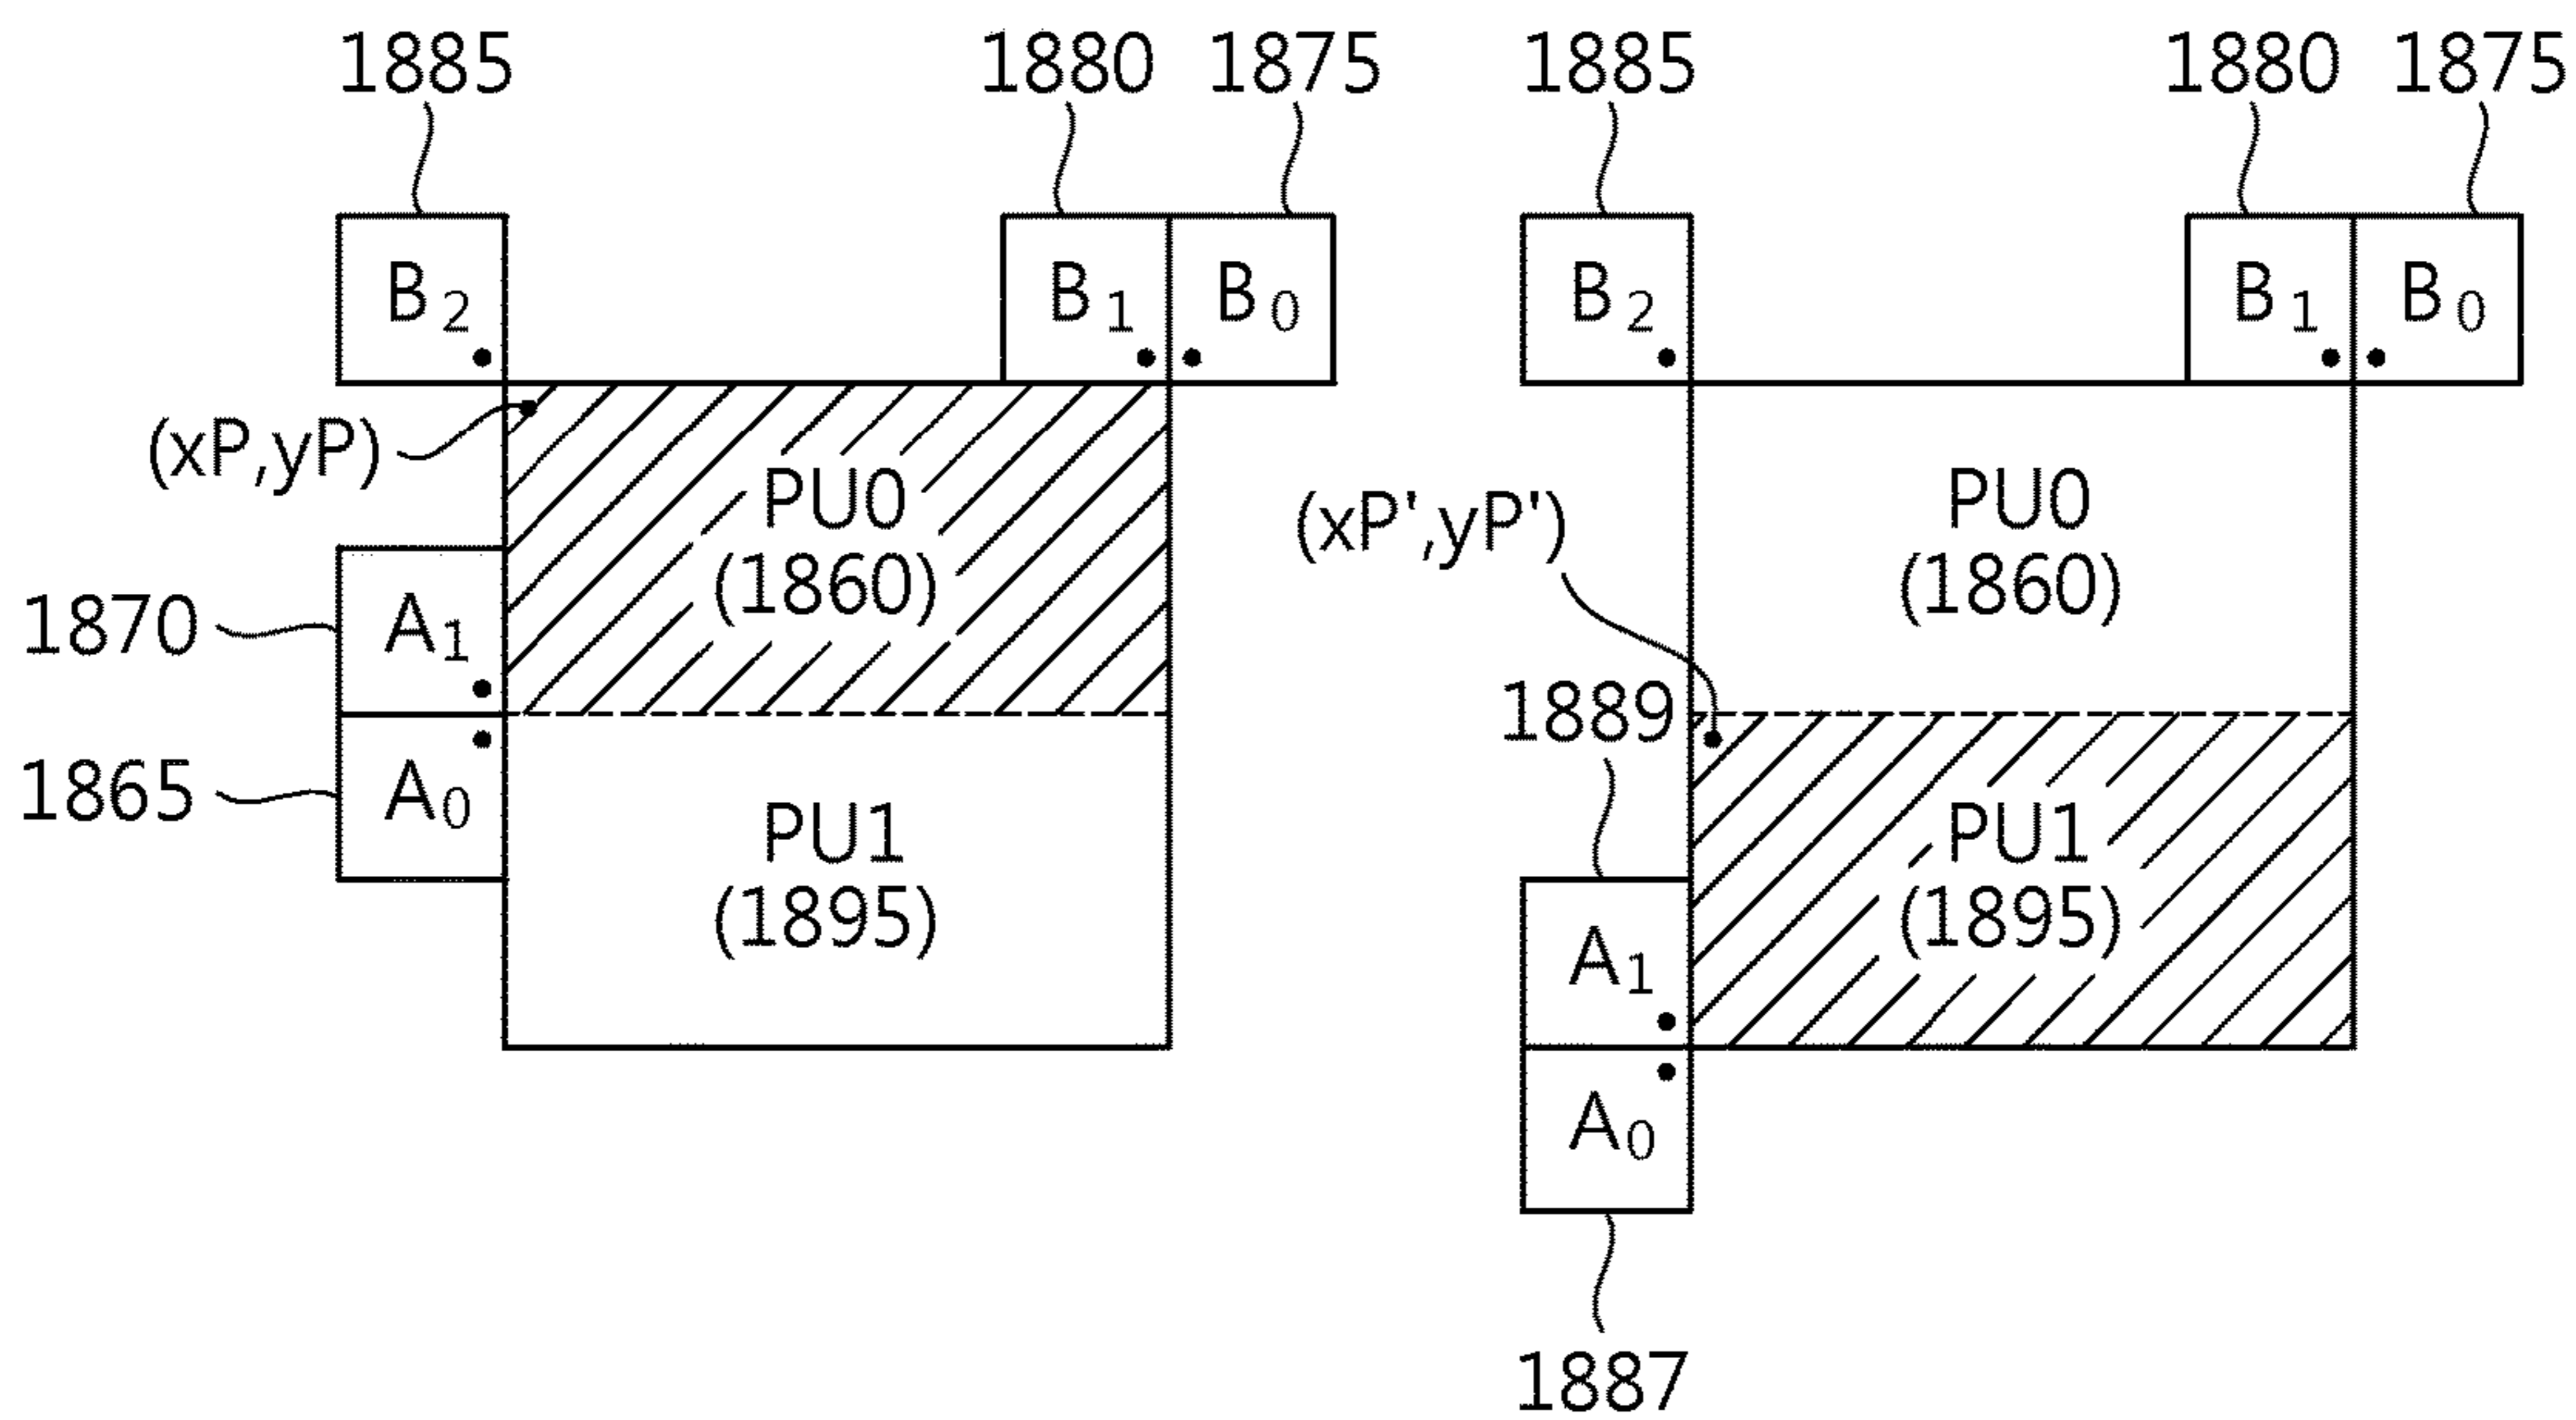 1885
1880
1875
B2
B1
B0
(xP,yP)
PU0
(1860)
1870
A1
1865
A0
PU1
(1895)
1885
1880
1875
B2
B1
B0
PU0
(1860)
(xP',yP')
1889
PU1
(1895)
A1
A0
1887